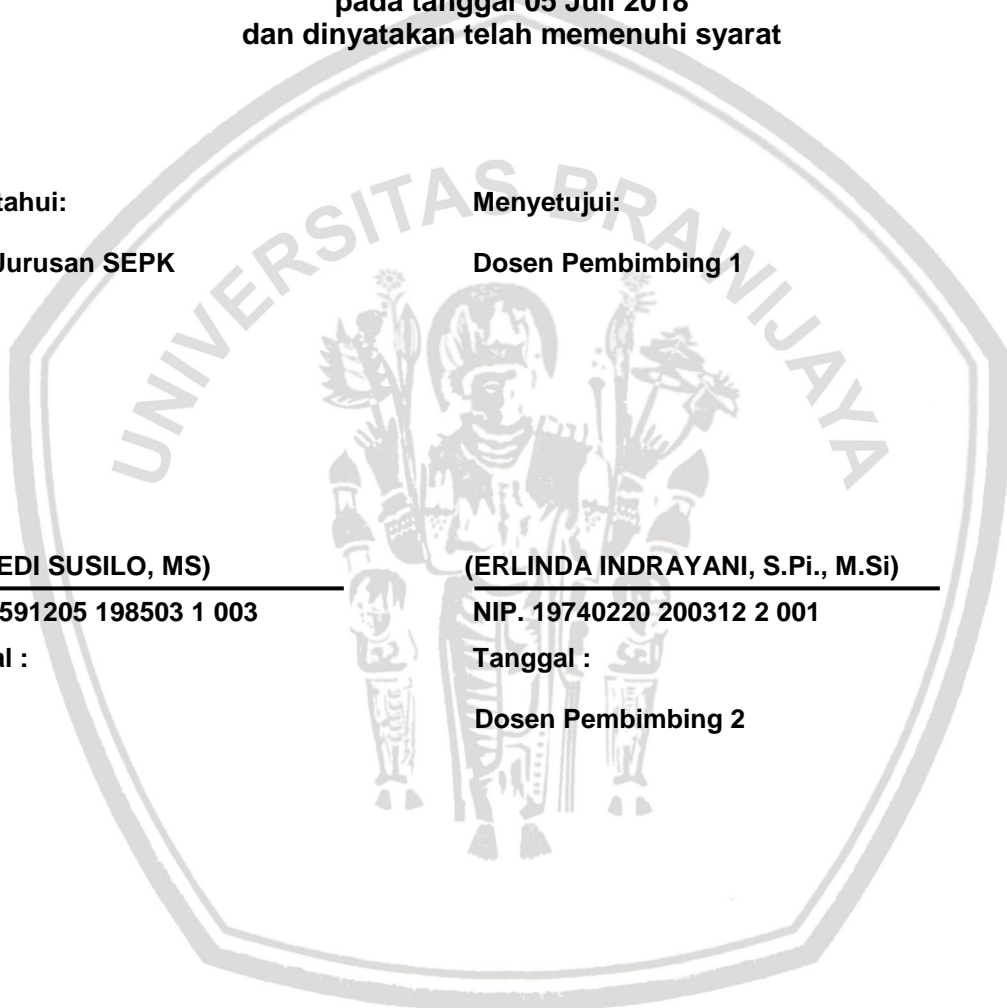 pada tanggal 05 Juli 2018
dan dinyatakan telah memenuhi syarat
UNIVERSITAS BRAWIJAYA
tahui:
Menyetujui:
Jurusan SEPK
Dosen Pembimbing 1
EDI SUSILO, MS)
(ERLINDA INDRAYANI, S.Pi., M.Si)
591205 198503 1 003
NIP. 19740220 200312 2 001
al :
Tanggal :
Dosen Pembimbing 2